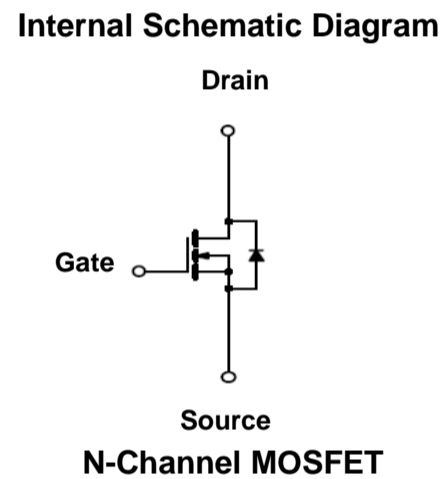 Internal Schematic Diagram
Drain
Gate
Source
N-Channel MOSFET